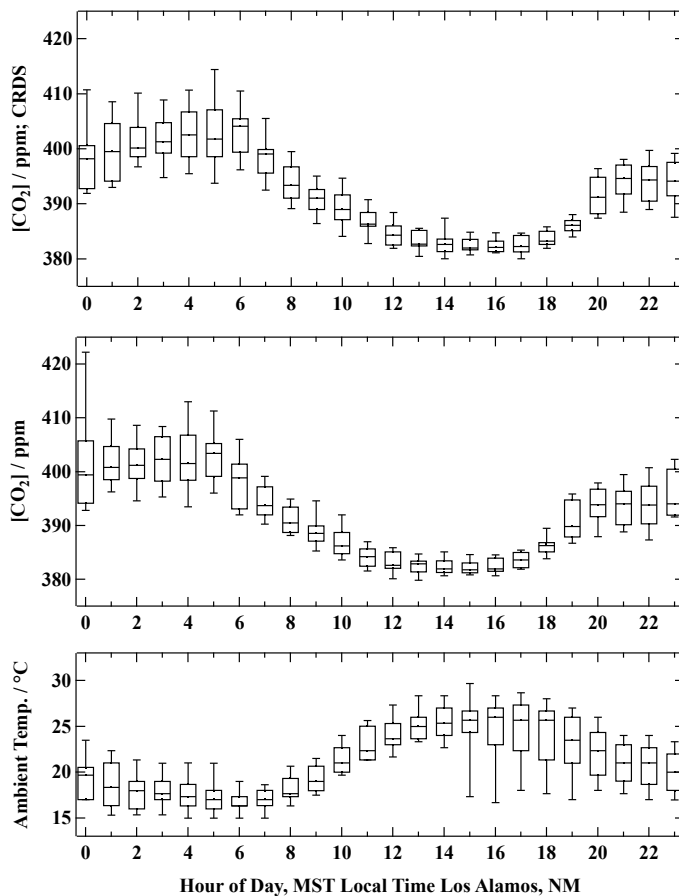 420
410
400
390
380
[CO2] / ppm; CRDS
0 2 4 6 8 10 12 14 16 18 20 22
420
410
400
390
380
[CO2] / ppm
0 2 4 6 8 10 12 14 16 18 20 22
30
25
20
15
Ambient Temp. / °C
0 2 4 6 8 10 12 14 16 18 20 22
Hour of Day, MST Local Time Los Alamos, NM